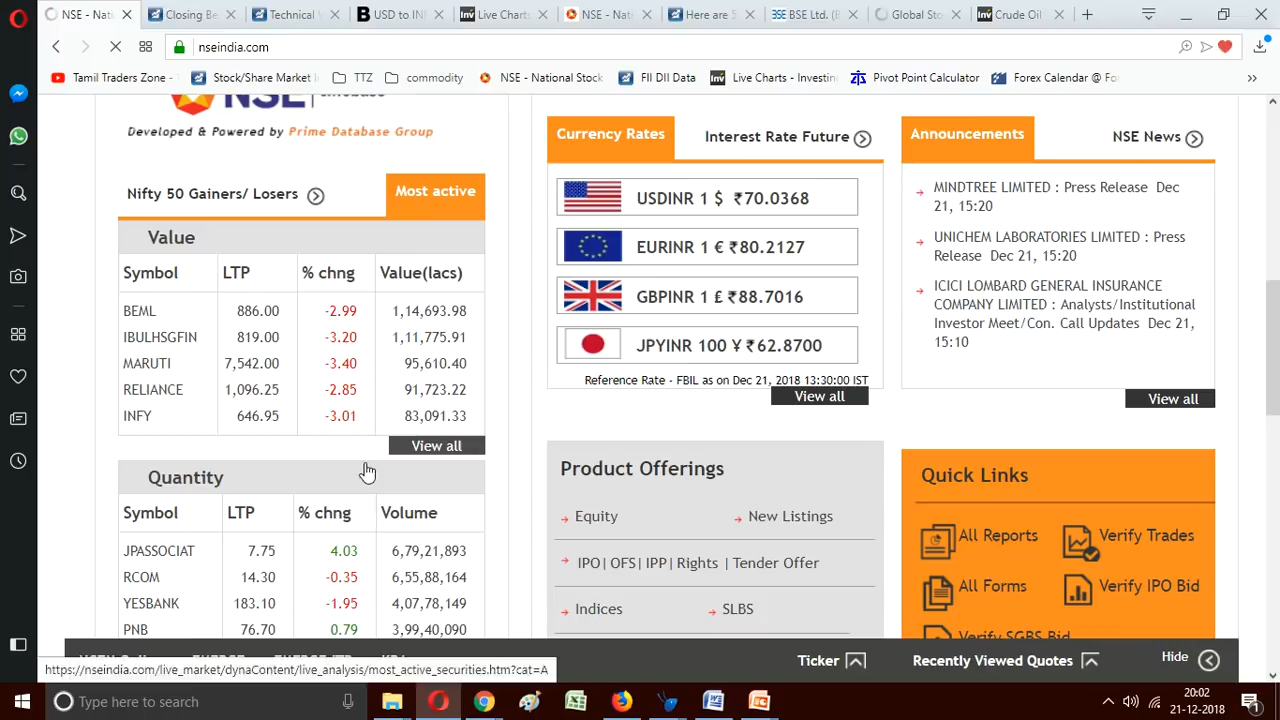 NSE - Nat
Closing Be
Technical
USD to IN
Live Charts
NSE - Nat
Here are S
BSE Ltd. (B
Global Sto
Crude Oil
nseindia.com
Tamil Traders Zone -
Stock/Share Market
TTZ
commodity
NSE - National Stock
FII DII Data
Live Charts - Investin
Pivot Point Calculator
Forex Calendar @ Fo
NSE
Developed & Powered by Prime Database Group
Nifty 50 Gainers/ Losers
Most active
Value
Symbol LTP % chng Value(lacs)
BEML 886.00 -2.99 1,14,693.98
IBULHSGFIN 819.00 -3.20 1,11,775.91
MARUTI 7,542.00 -3.40 95,610.40
RELIANCE 1,096.25 -2.85 91,723.22
INFY 646.95 -3.01 83,091.33
View all
Quantity
Symbol LTP % chng Volume
JPASSOCIAT 7.75 4.03 6,79,21,893
RCOM 14.30 -0.35 6,55,88,164
YESBANK 183.10 -1.95 4,07,78,149
PNB 76.70 0.79 3,99,40,090
Currency Rates
Interest Rate Future
USDINR 1 $ ₹70.0368
EURINR 1 € ₹80.2127
GBPINR 1 £ ₹88.7016
JPYINR 100 ¥ ₹62.8700
Reference Rate - FBIL as on Dec 21, 2018 13:30:00 IST
View all
Announcements
NSE News
MINDTREE LIMITED : Press Release Dec
21, 15:20
UNICHEM LABORATORIES LIMITED : Press
Release Dec 21, 15:20
ICICI LOMBARD GENERAL INSURANCE
COMPANY LIMITED : Analysts/Institutional
Investor Meet/Con. Call Updates Dec 21,
15:10
View all
Product Offerings
Equity
New Listings
IPO| OFS| IPP| Rights | Tender Offer
Indices
SLBS
Quick Links
All Reports
Verify Trades
All Forms
Verify IPO Bid
Verify SGBS Bid
Ticker
Recently Viewed Quotes
Hide
https://nseindia.com/live_market/dynaContent/live_analysis/most_active_securities.htm?cat=A
Type here to search
20:02
21-12-2018